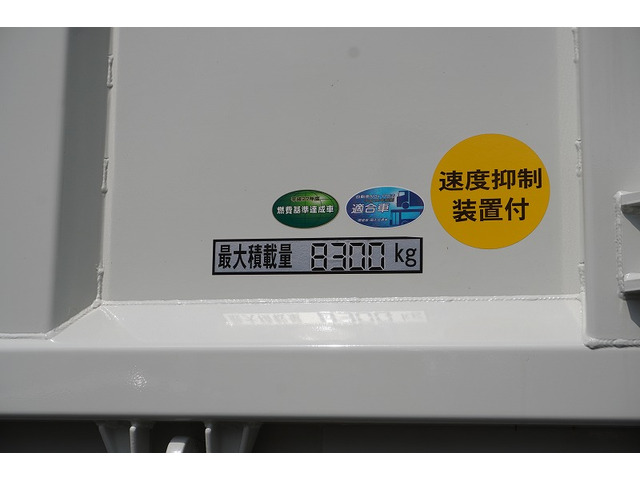 速度抑制
装置付
燃費基準達成車
適合車
最大積載量 8300 kg